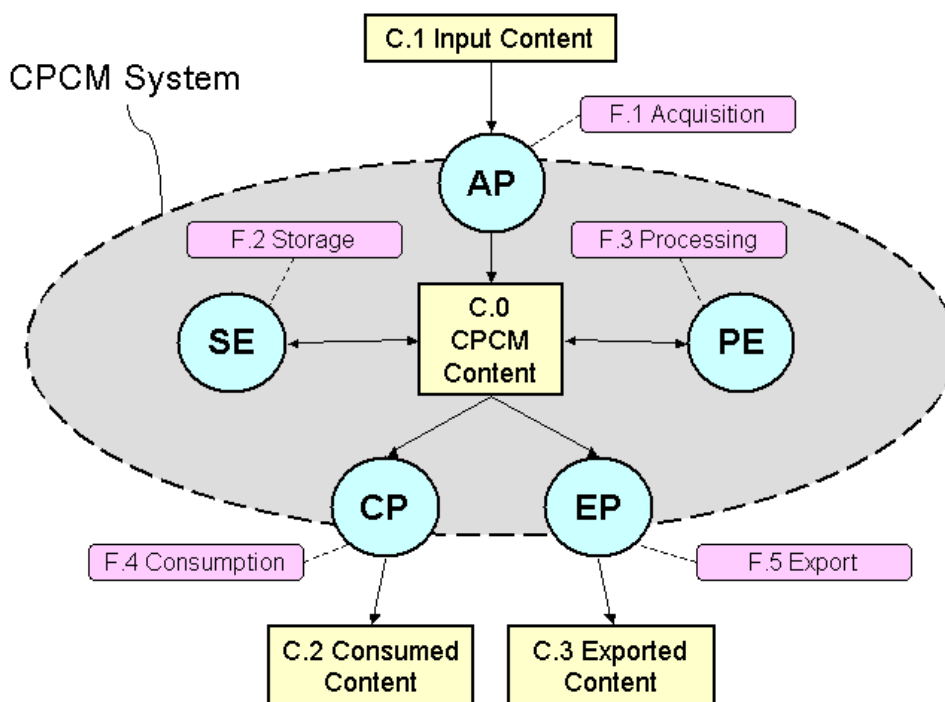 C.1 Input Content
CPCM System
F.1 Acquisition
AP
F.2 Storage
F.3 Processing
C.0
CPCM
Content
SE
PE
CP
EP
F.4 Consumption
F.5 Export
C.2 Consumed
Content
C.3 Exported
Content